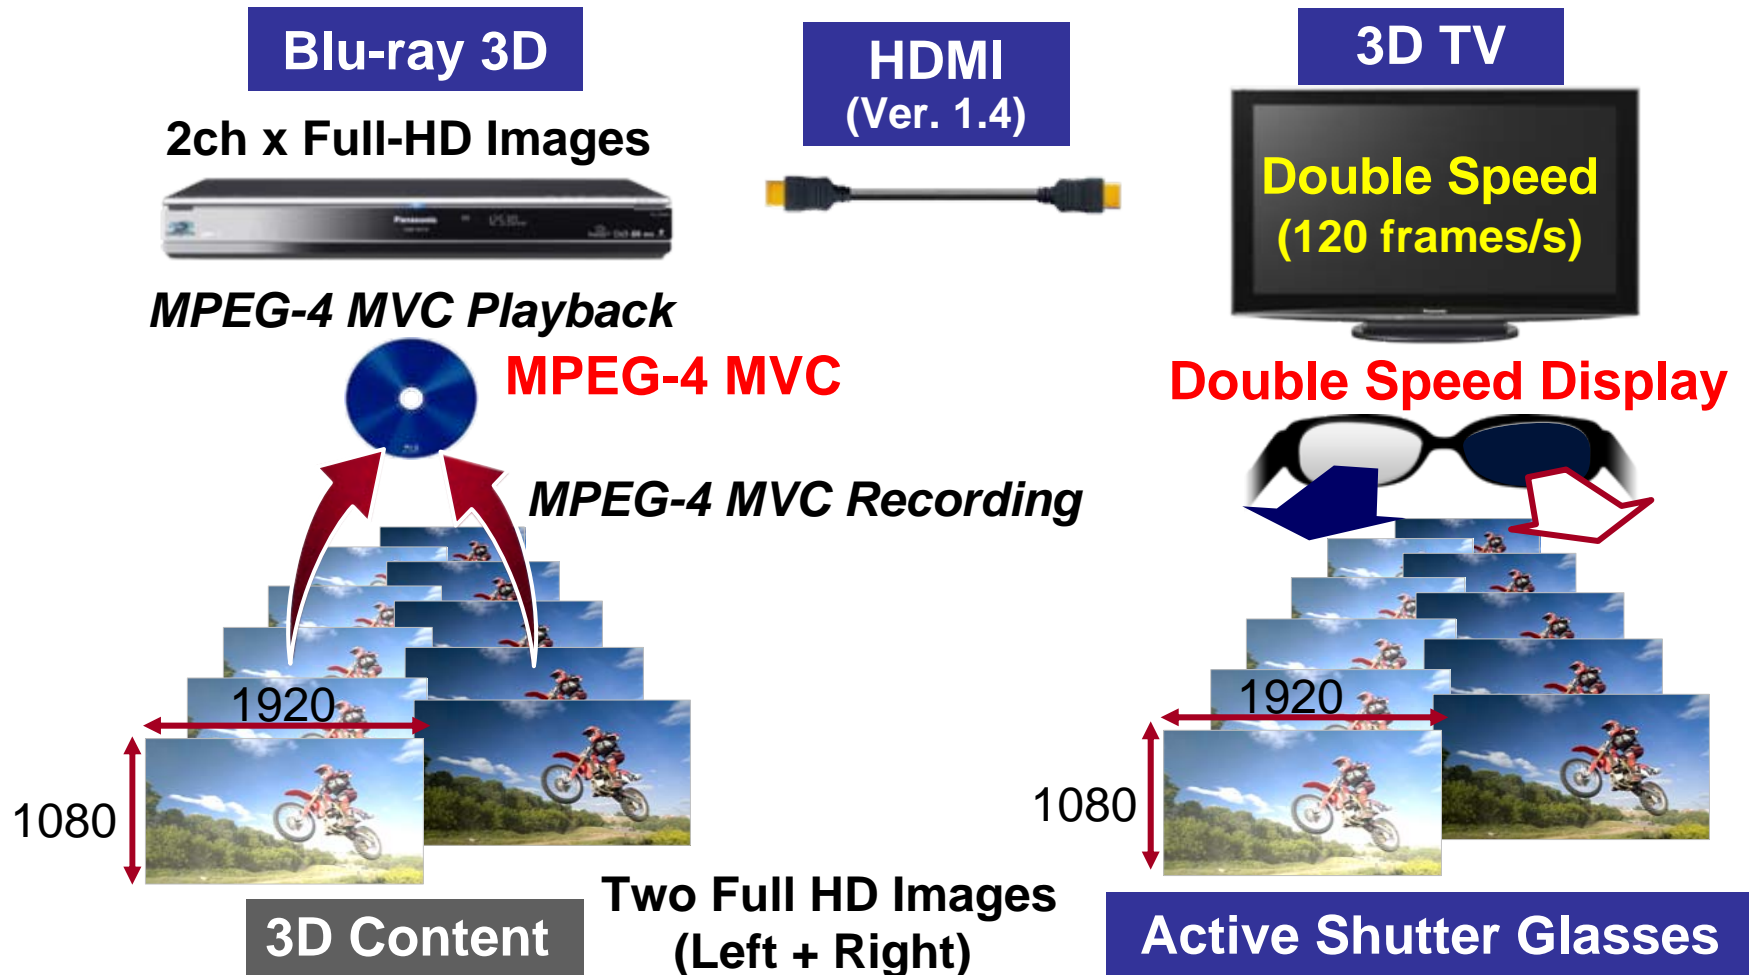 Blu-ray 3D
HDMI
(Ver. 1.4)
3D TV
2ch x Full-HD Images
Panasonic
Double Speed
(120 frames/s)
MPEG-4 MVC Playback
MPEG-4 MVC
Double Speed Display
MPEG-4 MVC Recording
1920
1080
1920
1080
Two Full HD Images
(Left + Right)
3D Content
Active Shutter Glasses